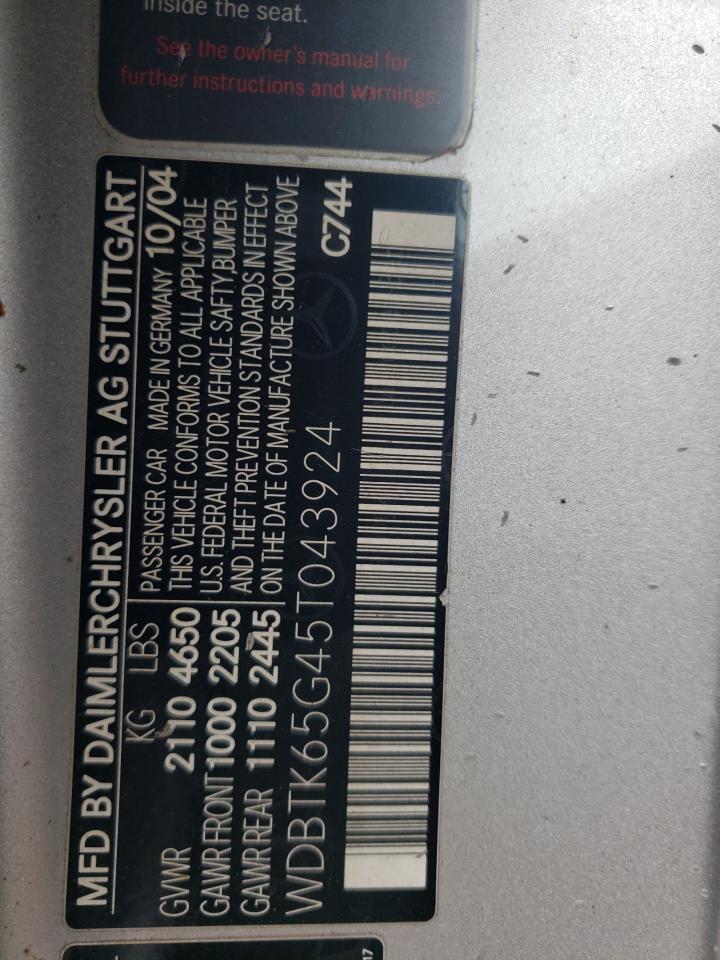 inside the seat.
See the owner's manual for
further instructions and warnings.
MFD BY DAIMLERCHRYSLER AG STUTTGART
KG LBS PASSENGER CAR MADE IN GERMANY 10/04
GVWR 2110 4650 THIS VEHICLE CONFORMS TO ALL APPLICABLE
GAWR FRONT 1000 2205 U.S. FEDERAL MOTOR VEHICLE SAFTY,BUMPER
GAWR REAR 1110 2445 AND THEFT PREVENTION STANDARDS IN EFFECT
ON THE DATE OF MANUFACTURE SHOWN ABOVE
WDBTK65G45T043924 C744